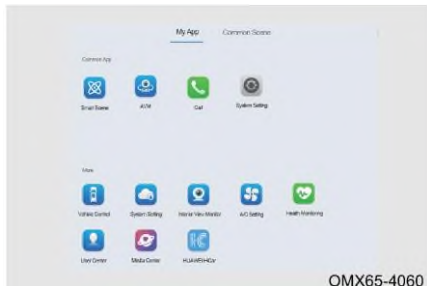 My App Common Scene
Common App
Smart Scene AVM Call System Setting
More
Vehicle Control System Setting Interior View Monitor A/C Setting Health Monitoring
User Center Media Center HUAWEI HiCar
OMX65-4060